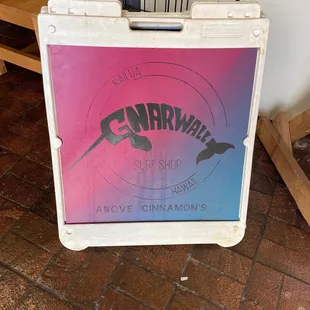 KAILUA
GNARWALL
SURF SHOP
HAWAII
ABOVE CINNAMON'S